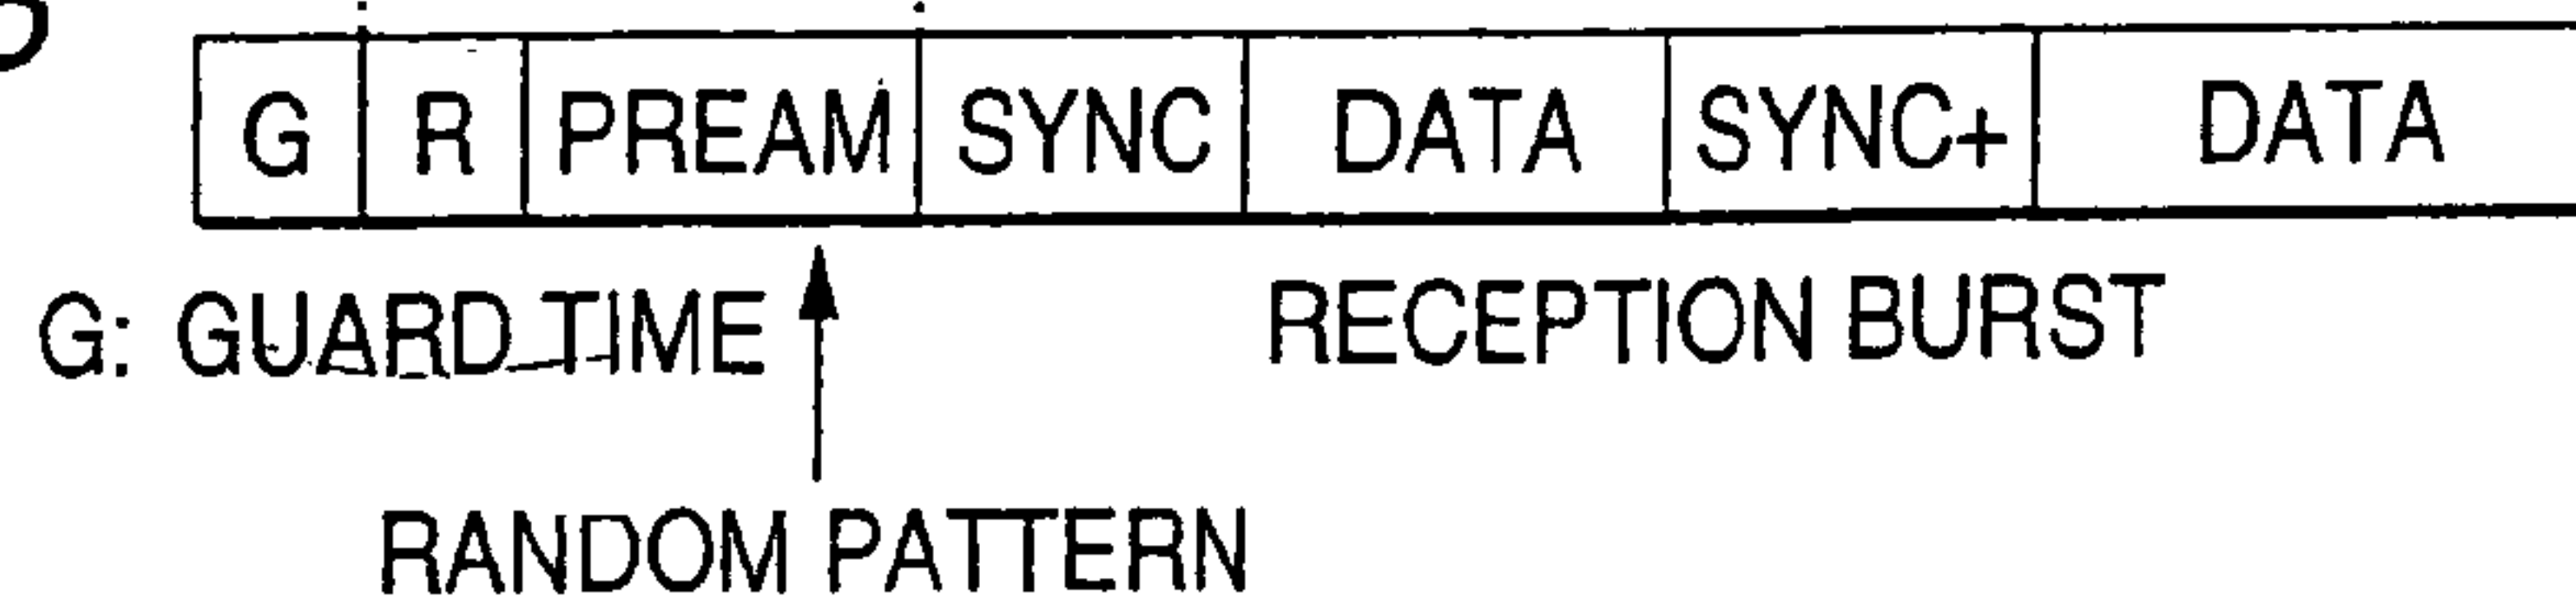 G R PREAM SYNC DATA SYNC+ DATA
G: GUARD TIME RECEPTION BURST
RANDOM PATTERN